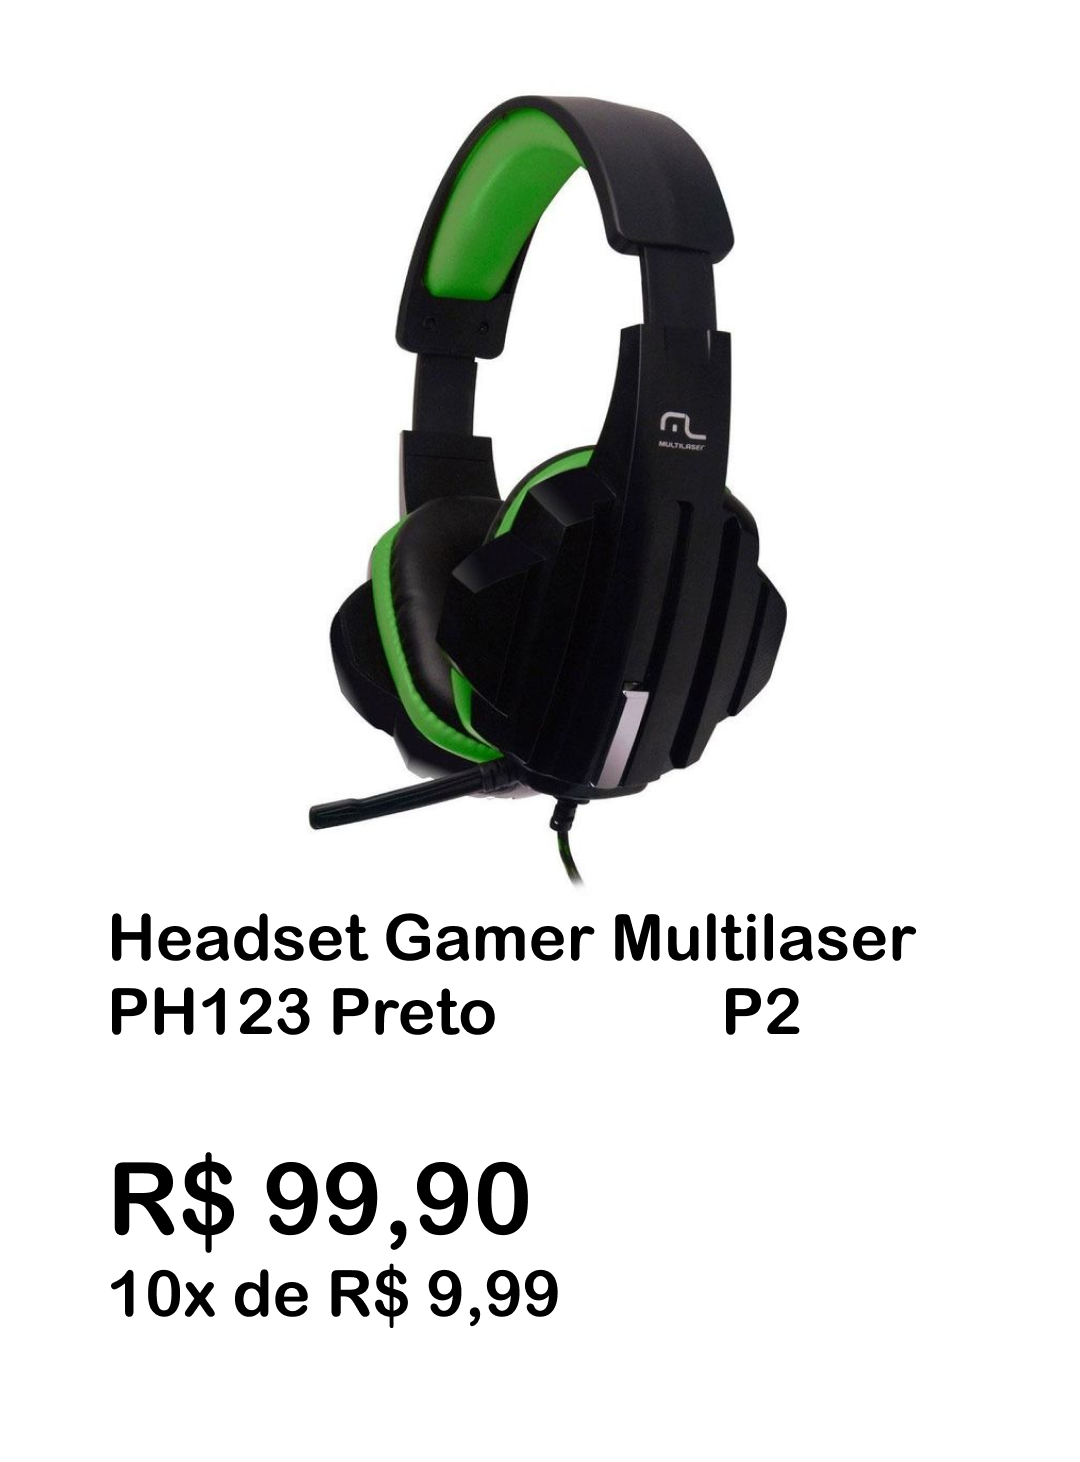 MULTILASER
Headset Gamer Multilaser
PH123 Preto P2
R$ 99,90
10x de R$ 9,99